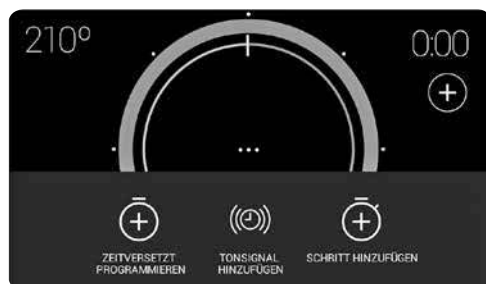 210°
0:00
ZEITVERSETZT
PROGRAMMIEREN
TONSIGNAL
HINZUFÜGEN
SCHRITT HINZUFÜGEN